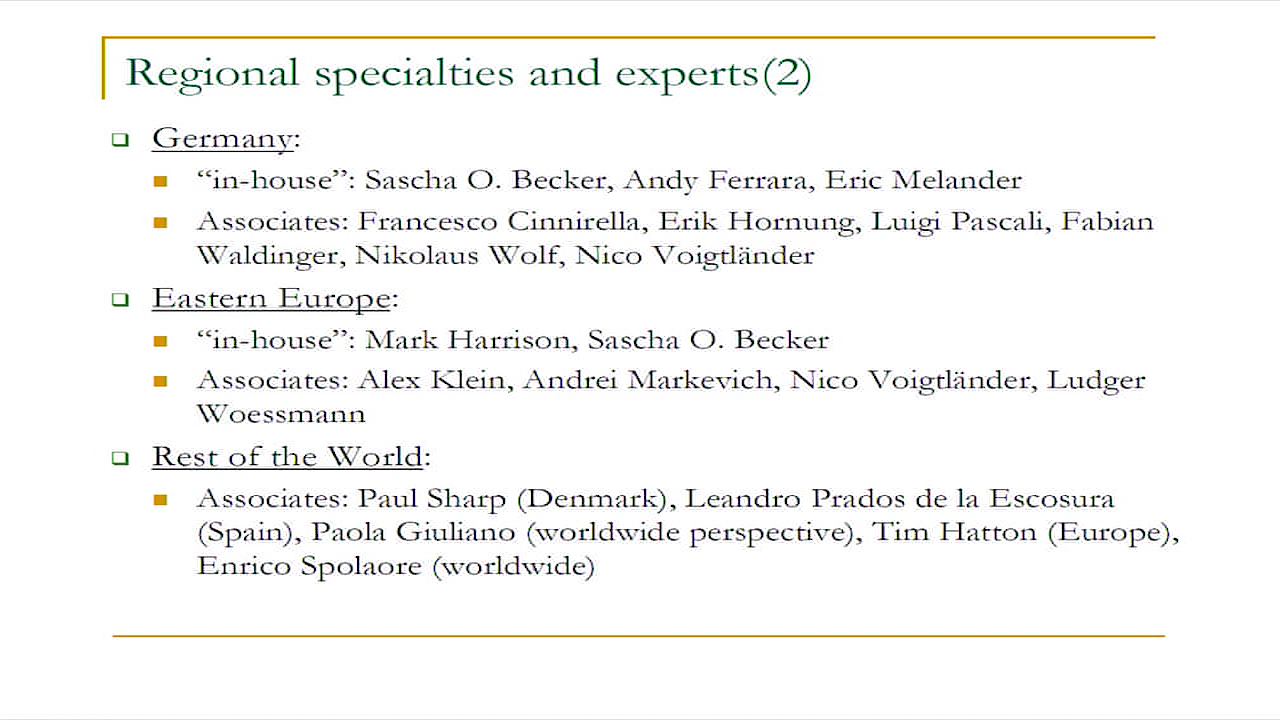 Regional specialties and experts(2)
Germany:
“in-house”: Sascha O. Becker, Andy Ferrara, Eric Melander
Associates: Francesco Cinnirella, Erik Hornung, Luigi Pascali, Fabian
Waldinger, Nikolaus Wolf, Nico Voigtländer
Eastern Europe:
“in-house”: Mark Harrison, Sascha O. Becker
Associates: Alex Klein, Andrei Markevich, Nico Voigtländer, Ludger
Woessmann
Rest of the World:
Associates: Paul Sharp (Denmark), Leandro Prados de la Escosura
(Spain), Paola Giuliano (worldwide perspective), Tim Hatton (Europe),
Enrico Spolaore (worldwide)